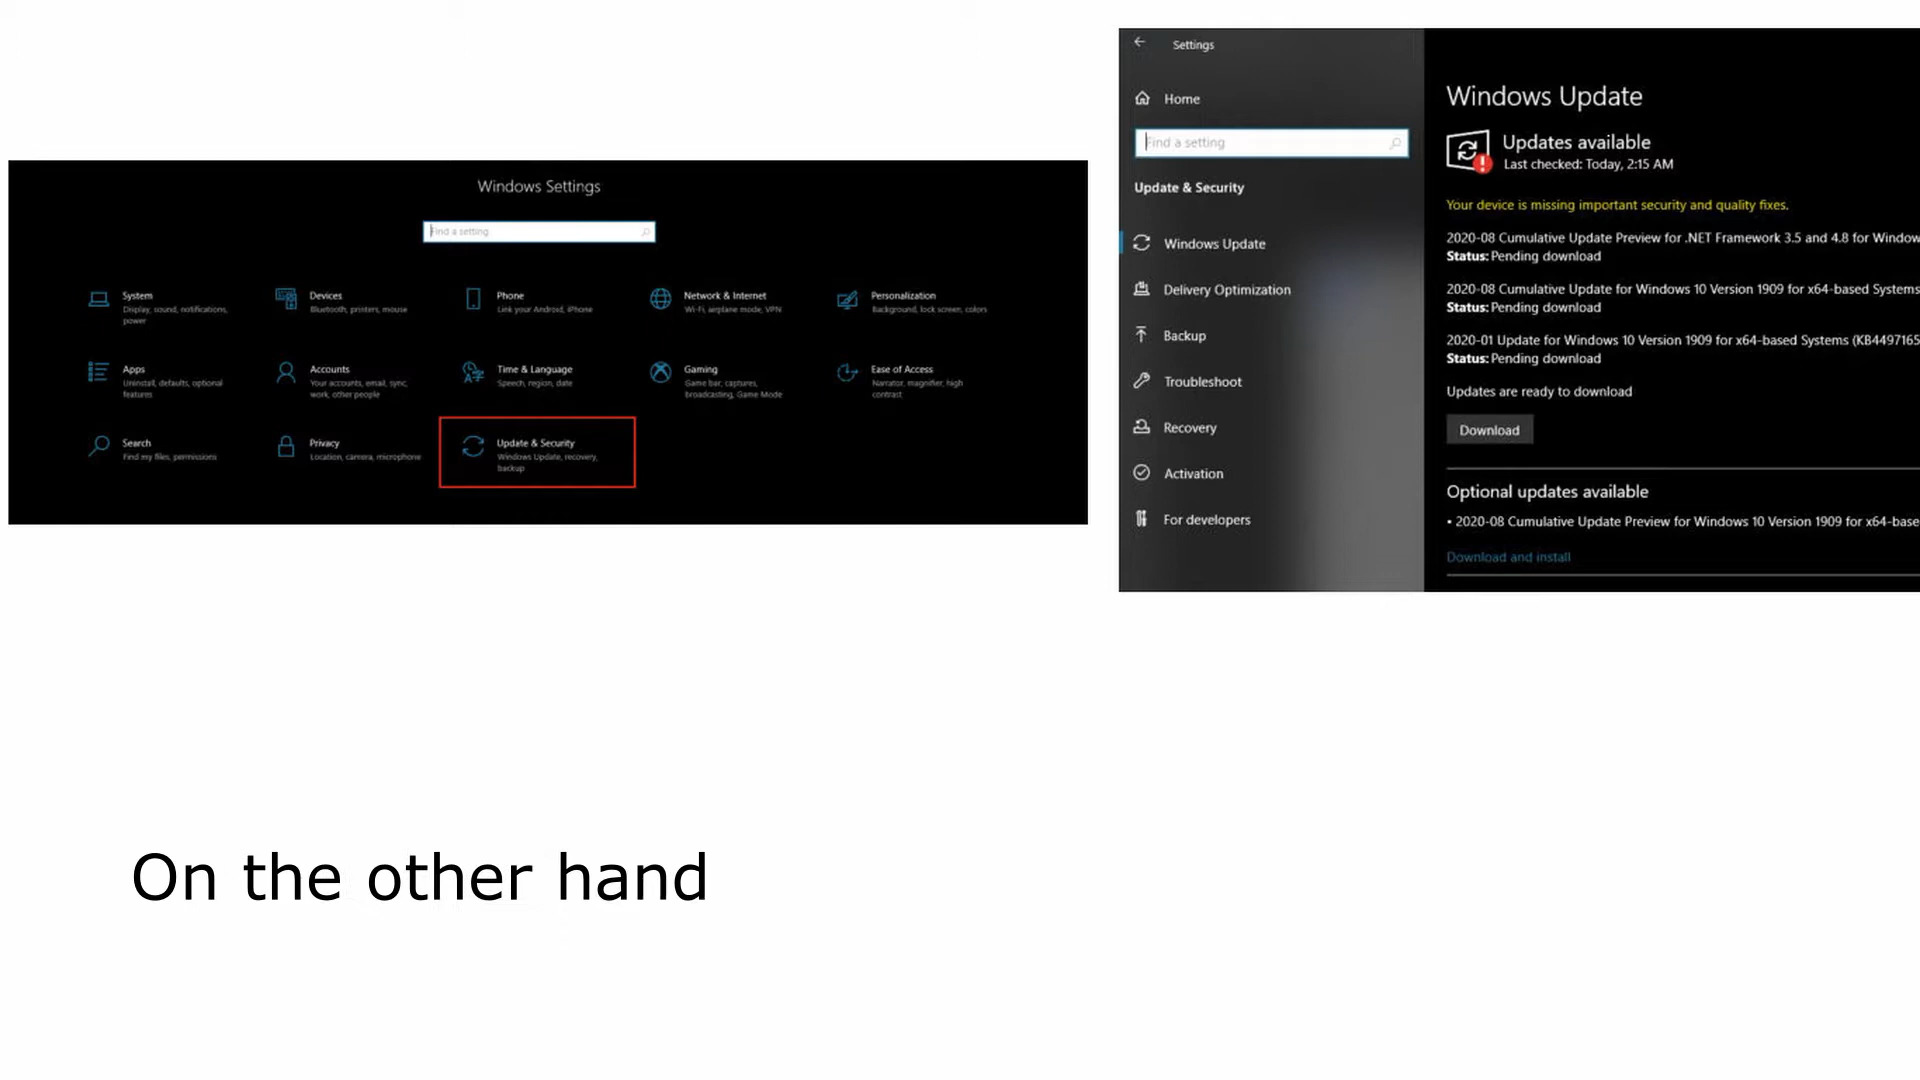 Windows Settings
Find a setting
System
Display, sound, notifications,
power
Devices
Bluetooth, printers, mouse
Phone
Link your Android, iPhone
Network & Internet
Wi-Fi, airplane mode, VPN
Personalization
Background, lock screen, colors
Apps
Uninstall, defaults, optional
features
Accounts
Your accounts, email, sync,
work, other people
Time & Language
Speech, region, date
Gaming
Game bar, captures,
broadcasting, Game Mode
Ease of Access
Narrator, magnifier, high
contrast
Search
Find my files, permissions
Privacy
Location, camera, microphone
Update & Security
Windows Update, recovery,
backup
Settings
Home
Find a setting
Update & Security
Windows Update
Delivery Optimization
Backup
Troubleshoot
Recovery
Activation
For developers
Windows Update
Updates available
Last checked: Today, 2:15 AM
Your device is missing important security and quality fixes.
2020-08 Cumulative Update Preview for .NET Framework 3.5 and 4.8 for Window
Status: Pending download
2020-08 Cumulative Update for Windows 10 Version 1909 for x64-based Systems
Status: Pending download
2020-01 Update for Windows 10 Version 1909 for x64-based Systems (KB4497165
Status: Pending download
Updates are ready to download
Download
Optional updates available
• 2020-08 Cumulative Update Preview for Windows 10 Version 1909 for x64-base
Download and install
On the other hand